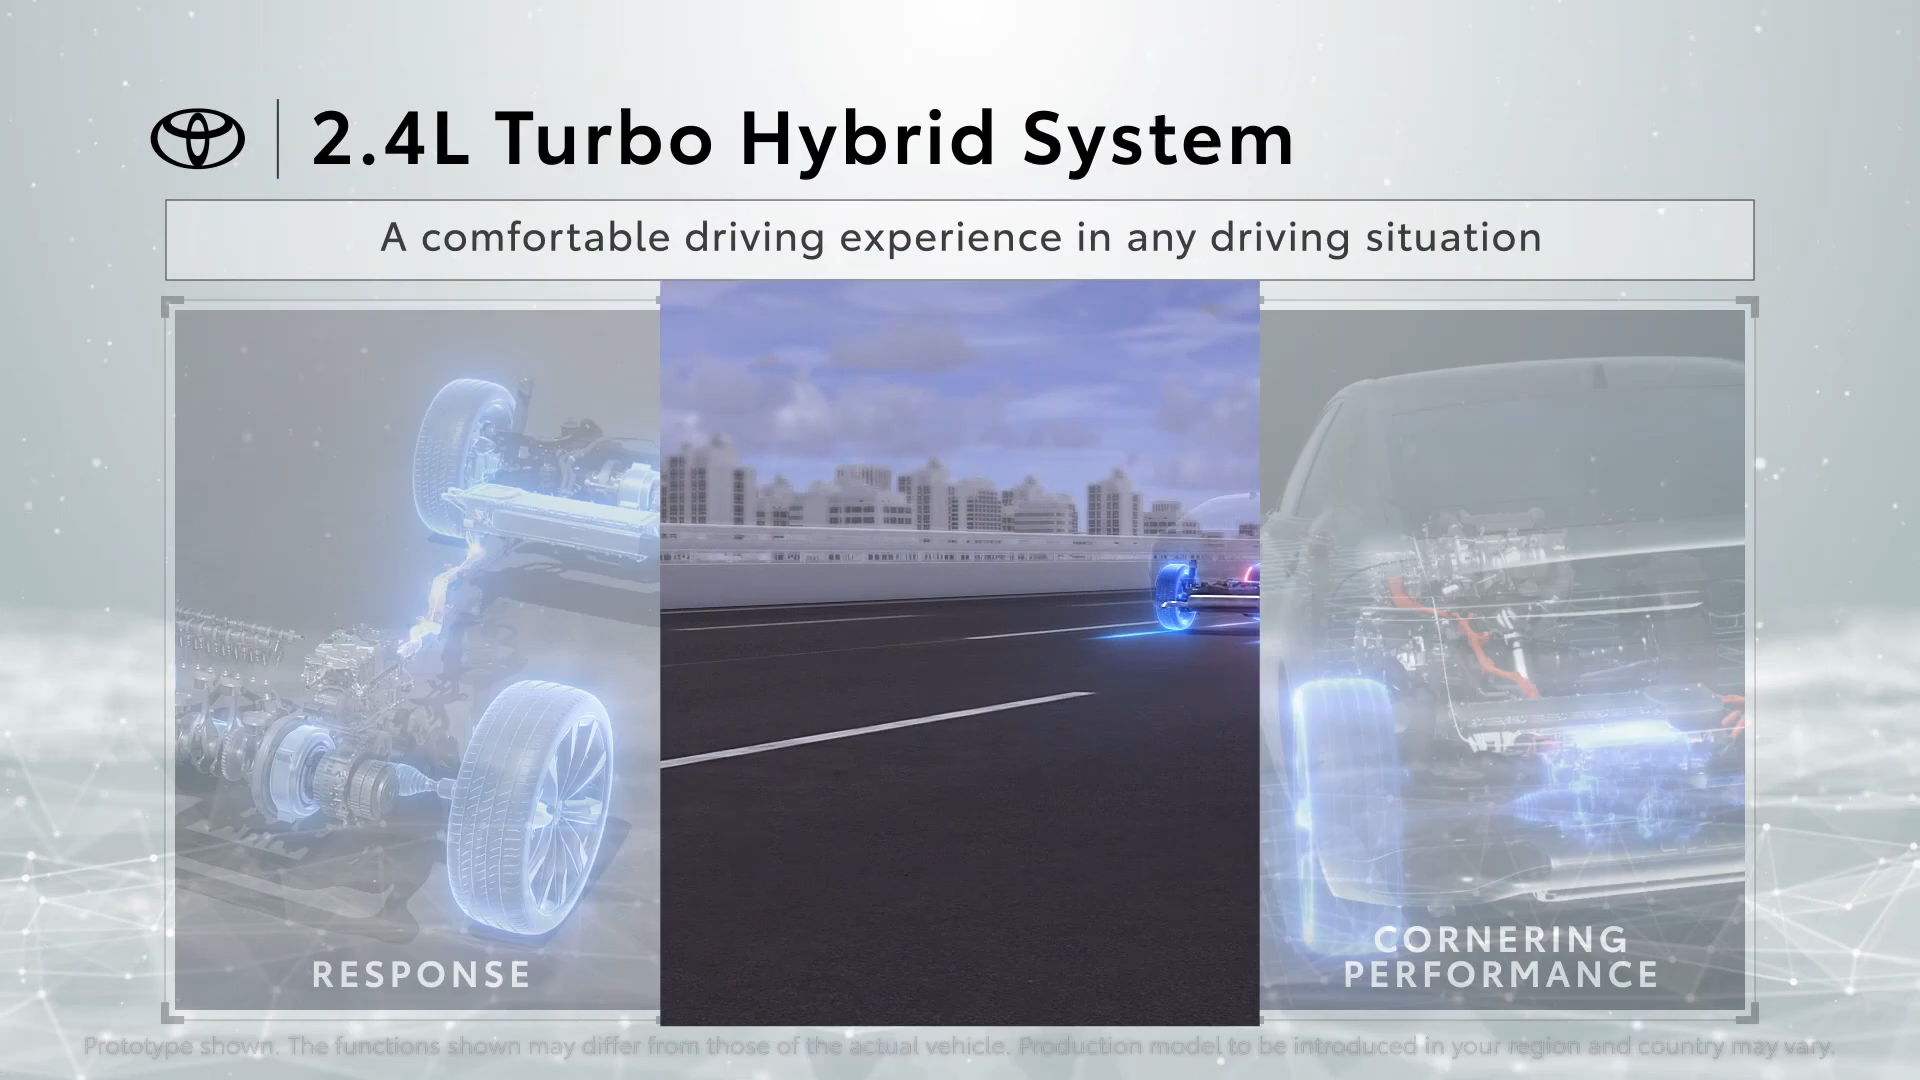 2.4L Turbo Hybrid System
A comfortable driving experience in any driving situation
RESPONSE
CORNERING
PERFORMANCE
Prototype shown. The functions shown may differ from those of the actual vehicle. Production model to be introduced in your region and country may vary.